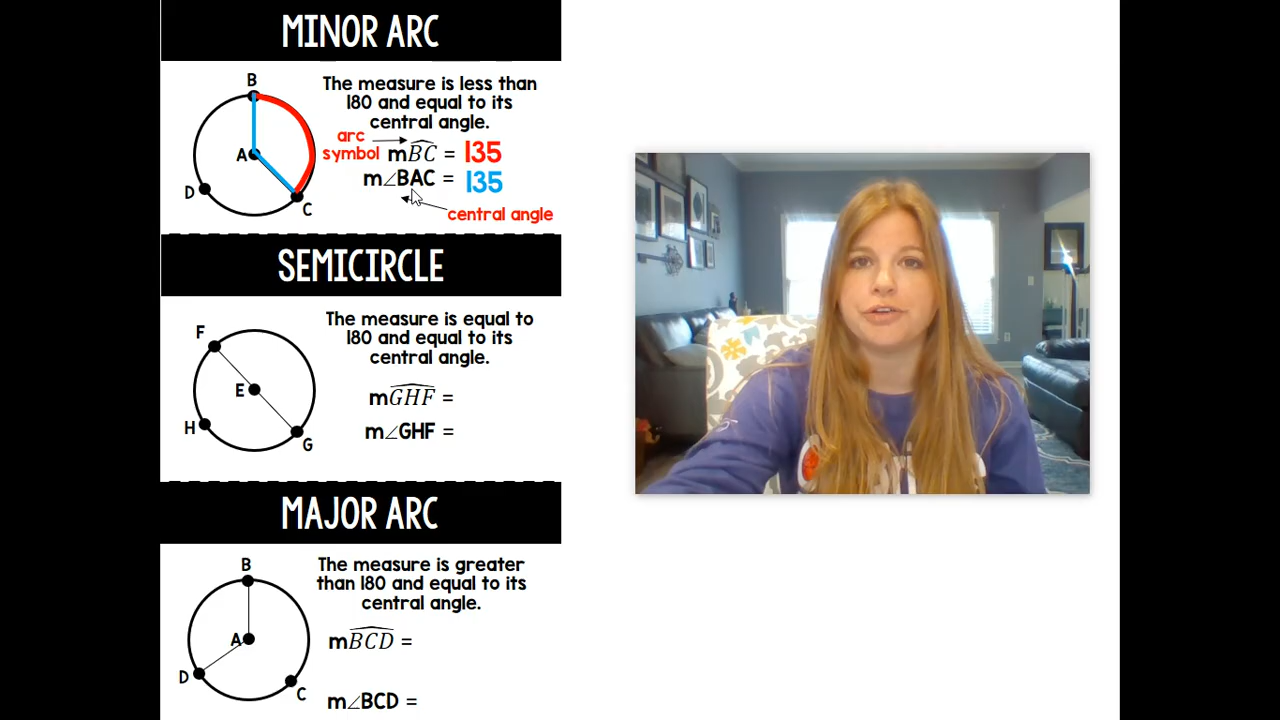 MINOR ARC
B
A
D
C
The measure is less than
180 and equal to its
central angle.
arc
symbol
mBC = 135
m∠BAC = 135
central angle
SEMICIRCLE
F
E
H
G
The measure is equal to
180 and equal to its
central angle.
mGHF =
m∠GHF =
MAJOR ARC
B
A
D
C
The measure is greater
than 180 and equal to its
central angle.
mBCD =
m∠BCD =